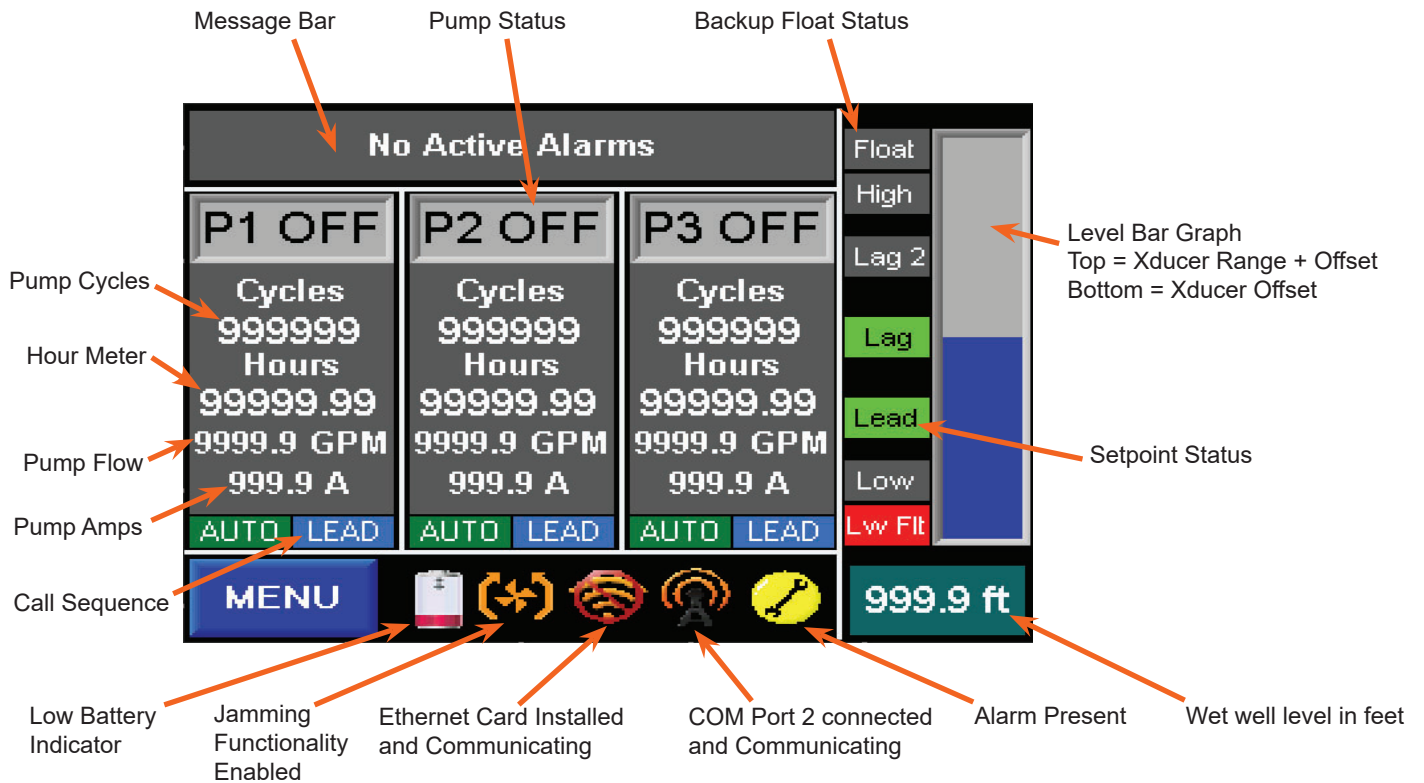 Message Bar
Pump Status
Backup Float Status
No Active Alarms
Float
High
Lag 2
Lag
Lead
Low
Lw Flt
P1 OFF
Cycles
999999
Hours
99999.99
9999.9 GPM
999.9 A
AUTO LEAD
P2 OFF
Cycles
999999
Hours
99999.99
9999.9 GPM
999.9 A
AUTO LEAD
P3 OFF
Cycles
999999
Hours
99999.99
9999.9 GPM
999.9 A
AUTO LEAD
MENU
999.9 ft
Pump Cycles
Hour Meter
Pump Flow
Pump Amps
Call Sequence
Level Bar Graph
Top = Xducer Range + Offset
Bottom = Xducer Offset
Setpoint Status
Low Battery
Indicator
Jamming
Functionality
Enabled
Ethernet Card Installed
and Communicating
COM Port 2 connected
and Communicating
Alarm Present
Wet well level in feet